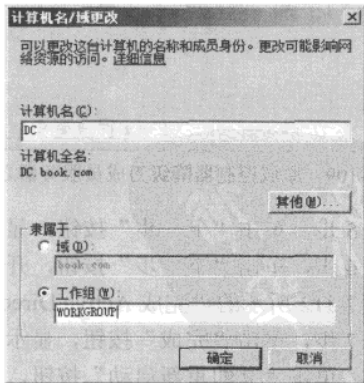 计算机名/域更改
可以更改这台计算机的名称和成员身份。更改可能影响网
络资源的访问。详细信息
计算机名(C):
DC
计算机全名:
DC.book.com
其他(M)...
隶属于
域(D):
book.com
工作组(W):
WORKGROUP
确定
取消